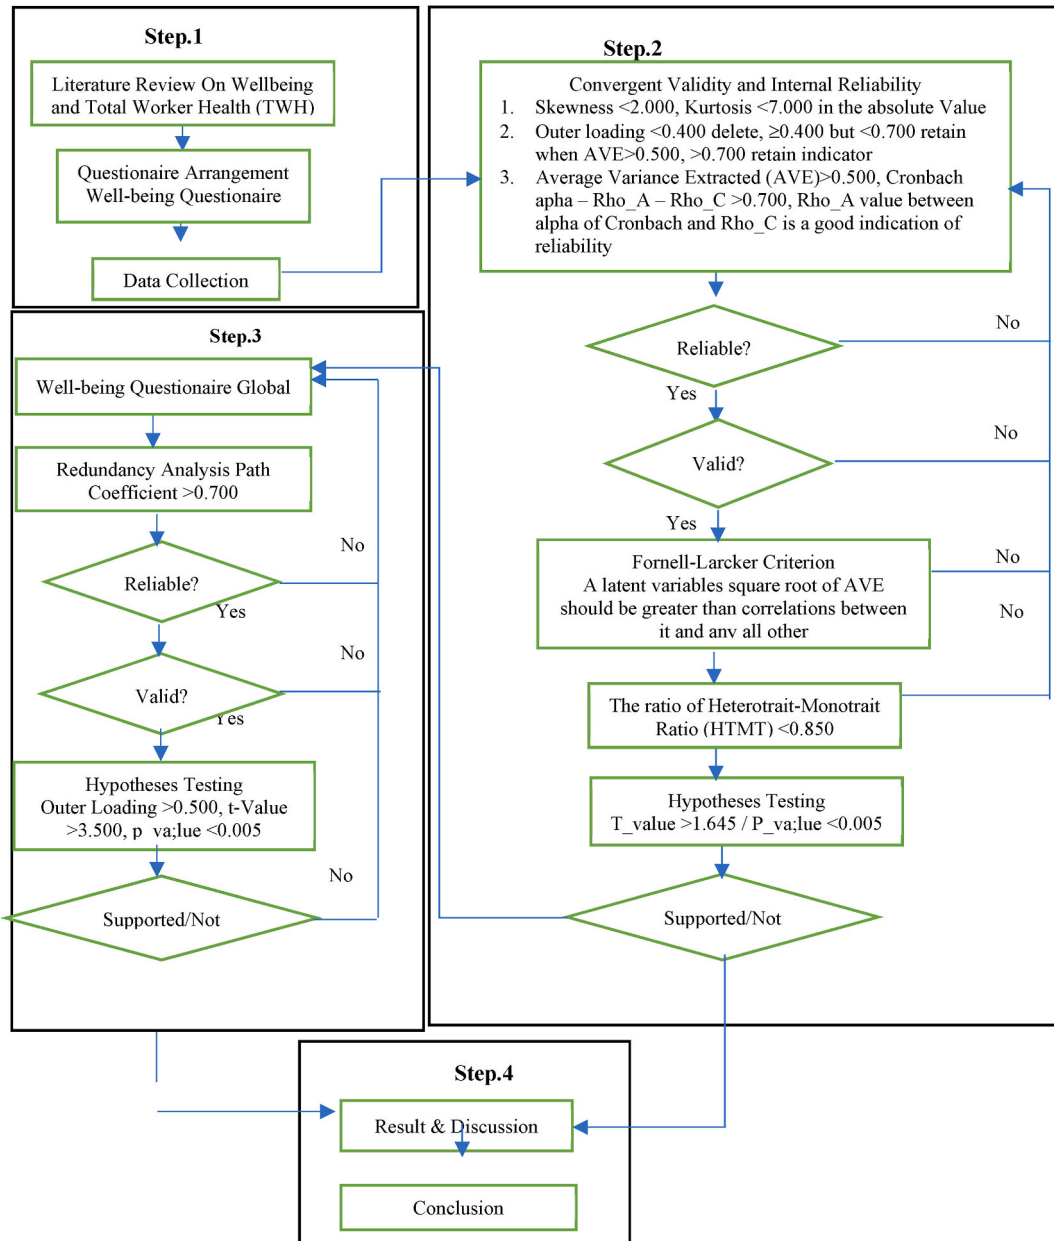 Step.1
Literature Review On Wellbeing
and Total Worker Health (TWH)
Questionaire Arrangement
Well-being Questionaire
Data Collection
Step.2
Convergent Validity and Internal Reliability
1. Skewness <2.000, Kurtosis <7.000 in the absolute Value
2. Outer loading <0.400 delete, ≥0.400 but <0.700 retain
when AVE>0.500, >0.700 retain indicator
3. Average Variance Extracted (AVE)>0.500, Cronbach
apha – Rho_A – Rho_C >0.700, Rho_A value between
alpha of Cronbach and Rho_C is a good indication of
reliability
Reliable?
No
Yes
Valid?
No
Yes
Fornell-Larcker Criterion
A latent variables square root of AVE
should be greater than correlations between
it and anv all other
No
No
The ratio of Heterotrait-Monotrait
Ratio (HTMT) <0.850
Hypotheses Testing
T_value >1.645 / P_va;lue <0.005
Supported/Not
Step.3
Well-being Questionaire Global
Redundancy Analysis Path
Coefficient >0.700
No
Reliable?
Yes
No
Valid?
Yes
Hypotheses Testing
Outer Loading >0.500, t-Value
>3.500, p_va;lue <0.005
No
Supported/Not
Step.4
Result & Discussion
Conclusion